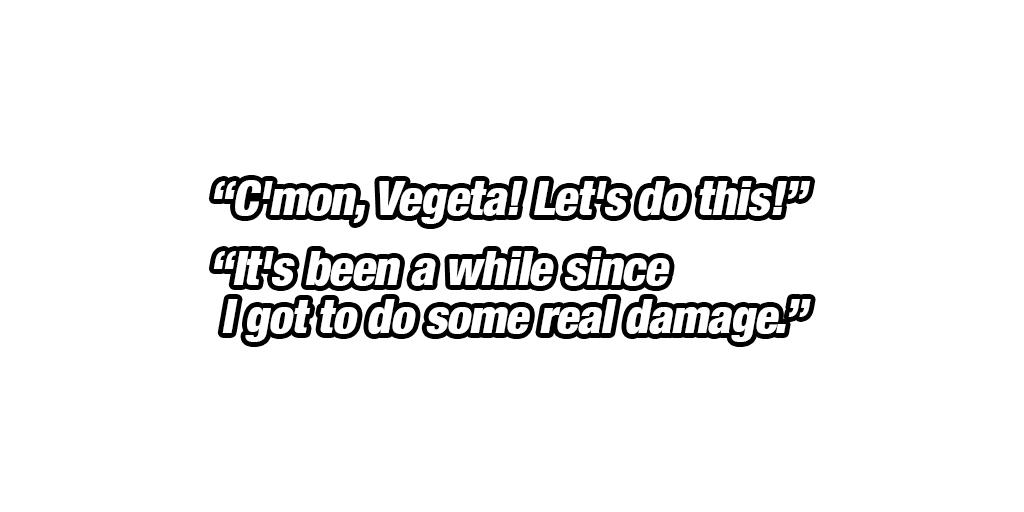 “C'mon, Vegeta! Let's do this!”
“It's been a while since
I got to do some real damage.”